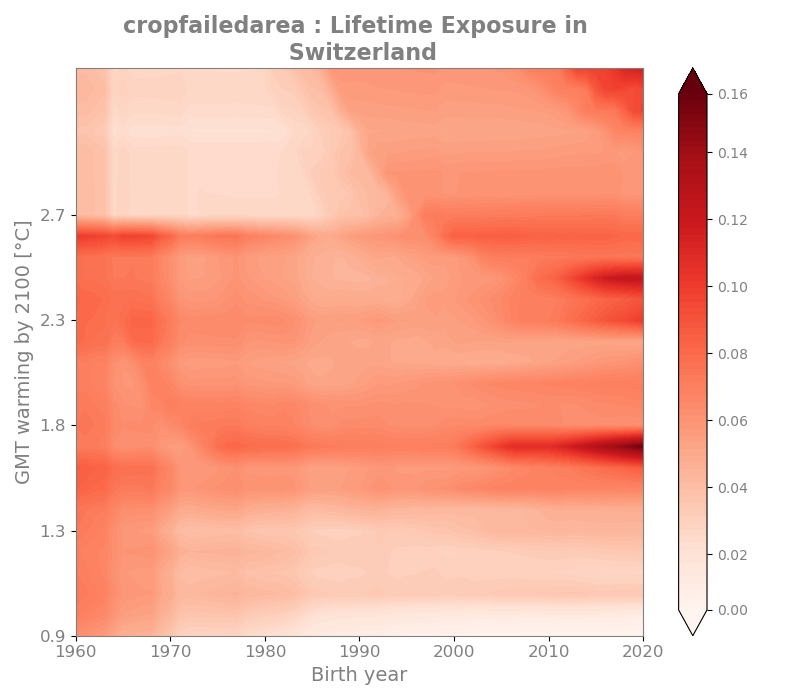 cropfailedarea : Lifetime Exposure in
Switzerland
GMT warming by 2100 [°C]
2.7
2.3
1.8
1.3
0.9
1960 1970 1980 1990 2000 2010 2020
Birth year
0.16
0.14
0.12
0.10
0.08
0.06
0.04
0.02
0.00